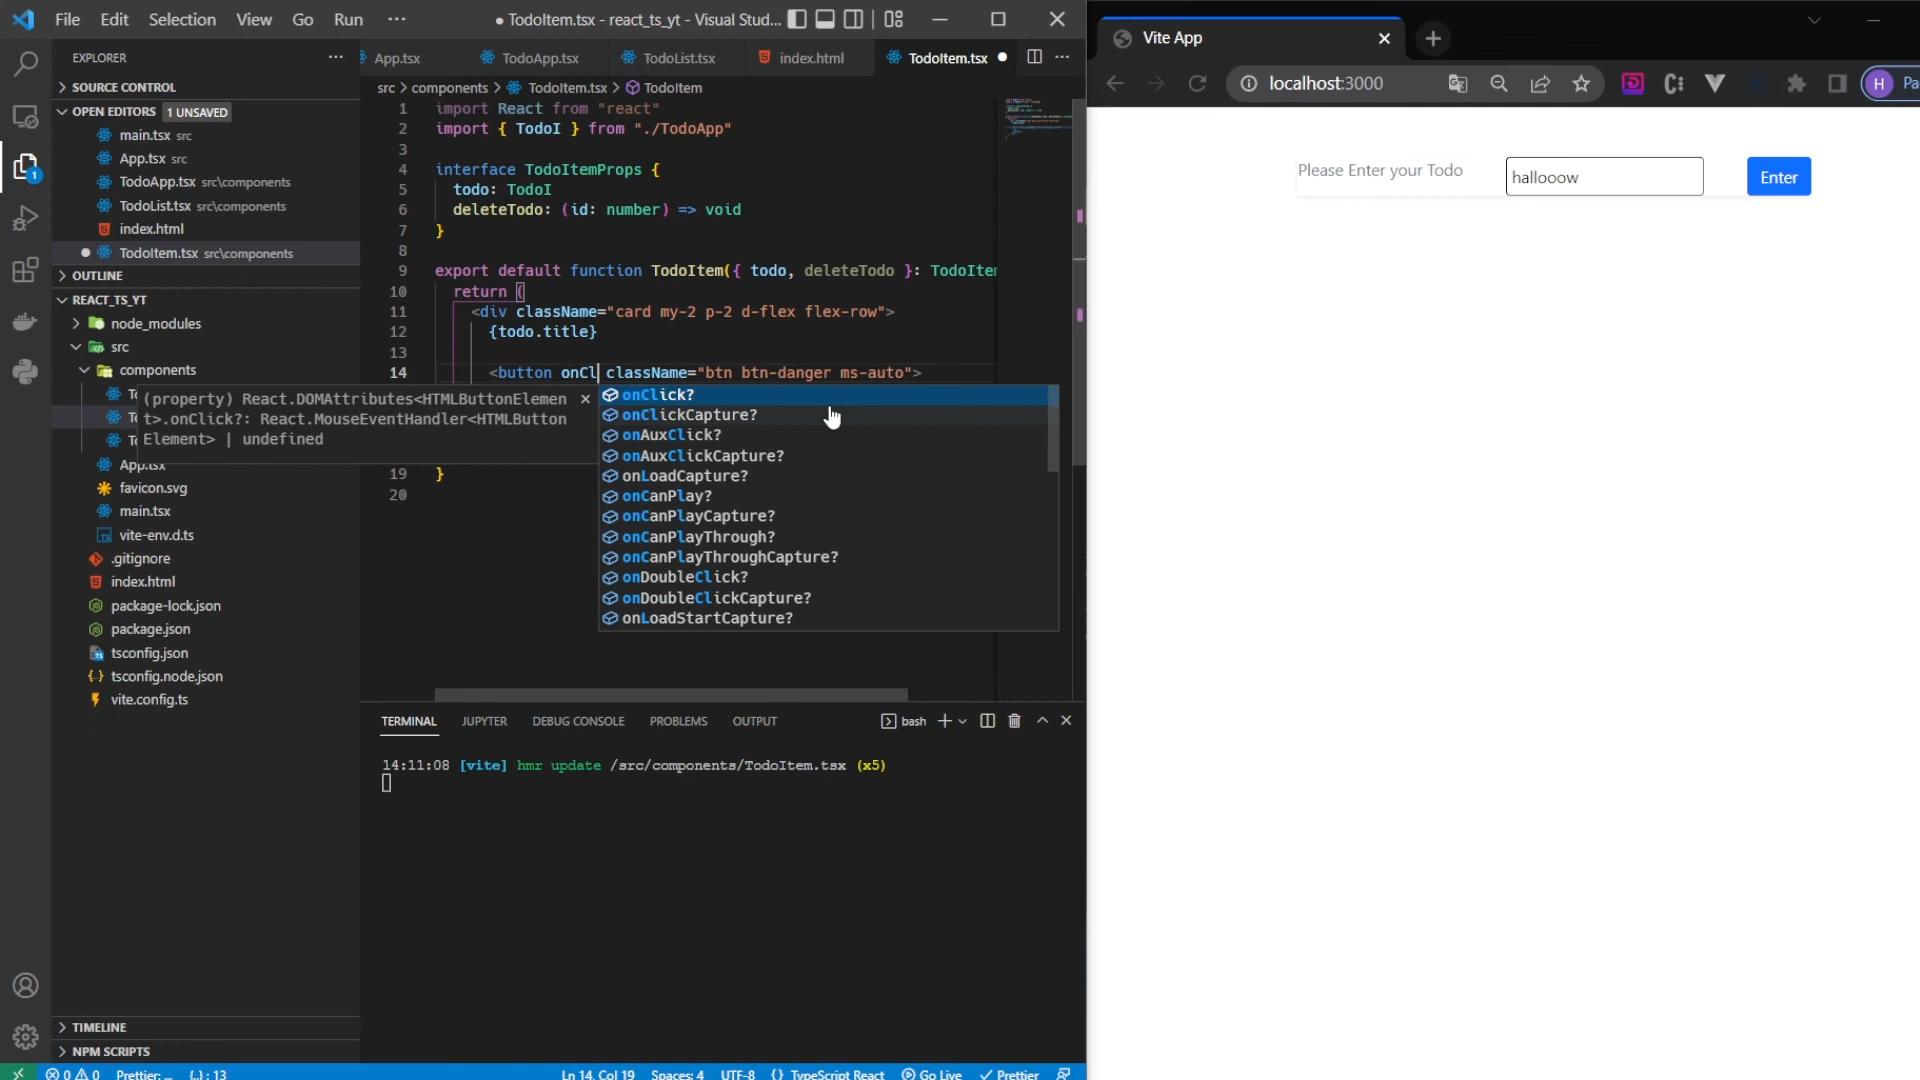 File Edit Selection View Go Run ··· ● TodoItem.tsx - react_ts_yt - Visual Stud...
EXPLORER
SOURCE CONTROL
OPEN EDITORS 1 UNSAVED
main.tsx src
App.tsx src
TodoApp.tsx src\components
TodoList.tsx src\components
index.html
TodoItem.tsx src\components
OUTLINE
REACT_TS_YT
node_modules
src
components
App.tsx
favicon.svg
main.tsx
vite-env.d.ts
.gitignore
index.html
package-lock.json
package.json
tsconfig.json
tsconfig.node.json
vite.config.ts
TIMELINE
NPM SCRIPTS
App.tsx TodoApp.tsx TodoList.tsx index.html TodoItem.tsx
src > components > TodoItem.tsx > TodoItem
1 import React from "react"
2 import { TodoI } from "./TodoApp"
3
4 interface TodoItemProps {
5 todo: TodoI
6 deleteTodo: (id: number) => void
7 }
8
9 export default function TodoItem({ todo, deleteTodo }: TodoItem
10 return (
11 <div className="card my-2 p-2 d-flex flex-row">
12 {todo.title}
13
14 <button onCl className="btn btn-danger ms-auto">
(property) React.DOMAttributes<HTMLButtonElemen
t>.onClick?: React.MouseEventHandler<HTMLButton
Element> | undefined
onClick?
onClickCapture?
onAuxClick?
onAuxClickCapture?
onLoadCapture?
onCanPlay?
onCanPlayCapture?
onCanPlayThrough?
onCanPlayThroughCapture?
onDoubleClick?
onDoubleClickCapture?
onLoadStartCapture?
19 }
20
TERMINAL JUPYTER DEBUG CONSOLE PROBLEMS OUTPUT bash
14:11:08 [vite] hmr update /src/components/TodoItem.tsx (x5)
0 0 Prettier: ... {..} : 13 Ln 14, Col 19 Spaces: 4 UTF-8 {} TypeScript React Go Live Prettier
Vite App
localhost:3000
H Pa
Please Enter your Todo hallooow Enter